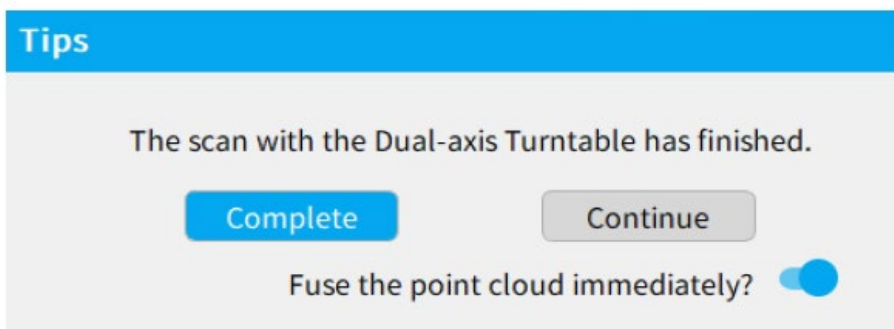 Tips
The scan with the Dual-axis Turntable has finished.
Complete Continue
Fuse the point cloud immediately?